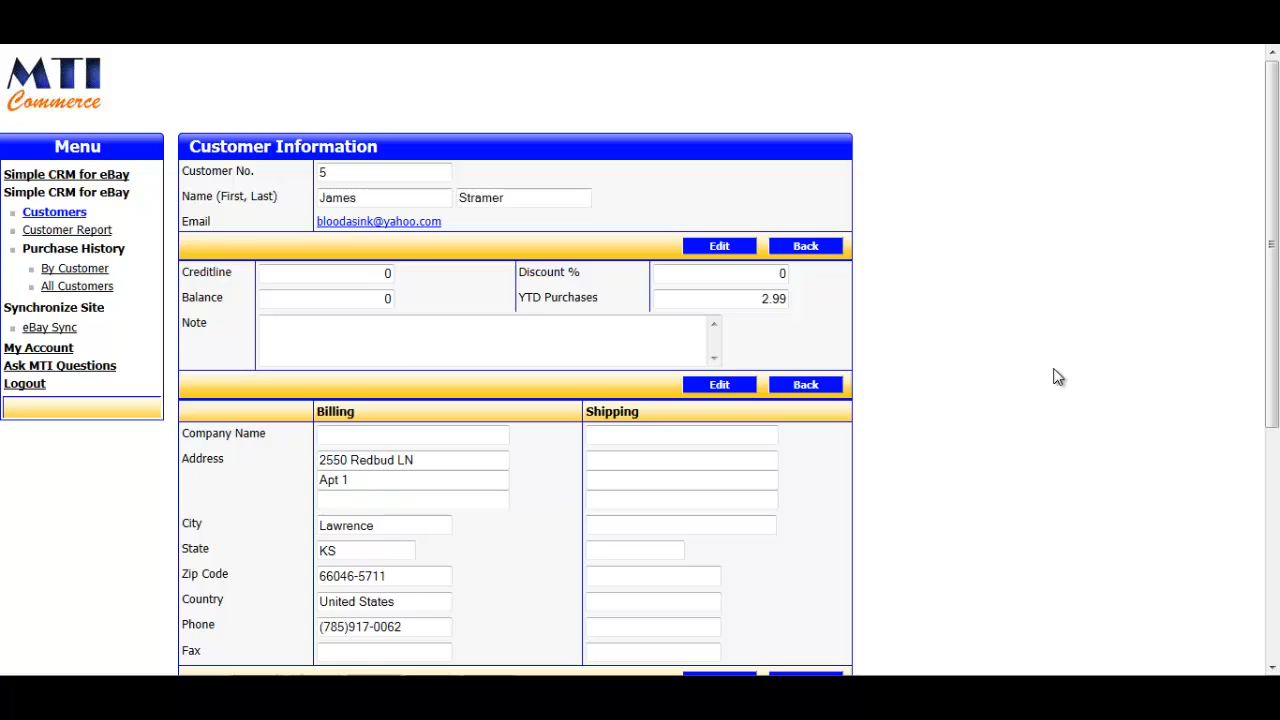 MTI
Commerce
Menu
Simple CRM for eBay
Simple CRM for eBay
Customers
Customer Report
Purchase History
By Customer
All Customers
Synchronize Site
eBay Sync
My Account
Ask MTI Questions
Logout
Customer Information
Customer No. 5
Name (First, Last) James Stramer
Email bloodasink@yahoo.com
Edit Back
Creditline 0 Discount % 0
Balance 0 YTD Purchases 2.99
Note
Edit Back
Billing Shipping
Company Name
Address 2550 Redbud LN
Apt 1
City Lawrence
State KS
Zip Code 66046-5711
Country United States
Phone (785)917-0062
Fax